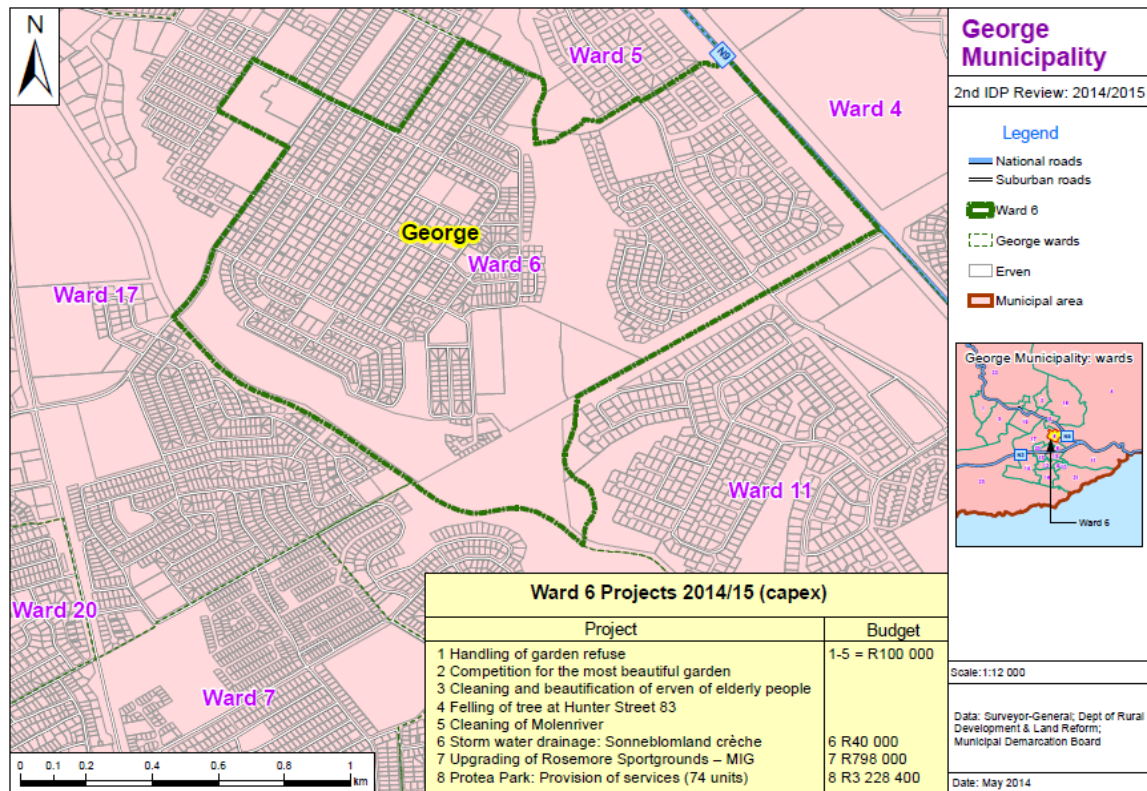 N
Ward 5
N9
Ward 4
George
Ward 6
Ward 17
Ward 11
Ward 20
Ward 7
0 0.1 0.2 0.4 0.6 0.8 1
km
Ward 6 Projects 2014/15 (capex)
Project Budget
1 Handling of garden refuse 1-5 = R100 000
2 Competition for the most beautiful garden
3 Cleaning and beautification of erven of elderly people
4 Felling of tree at Hunter Street 83
5 Cleaning of Molenriver
6 Storm water drainage: Sonneblomland crèche 6 R40 000
7 Upgrading of Rosemore Sportgrounds – MIG 7 R798 000
8 Protea Park: Provision of services (74 units) 8 R3 228 400
George
Municipality
2nd IDP Review: 2014/2015
Legend
National roads
Suburban roads
Ward 6
George wards
Erven
Municipal area
George Municipality: wards
Ward 6
Scale:1:12 000
Data: Surveyor-General; Dept of Rural
Development & Land Reform;
Municipal Demarcation Board
Date: May 2014